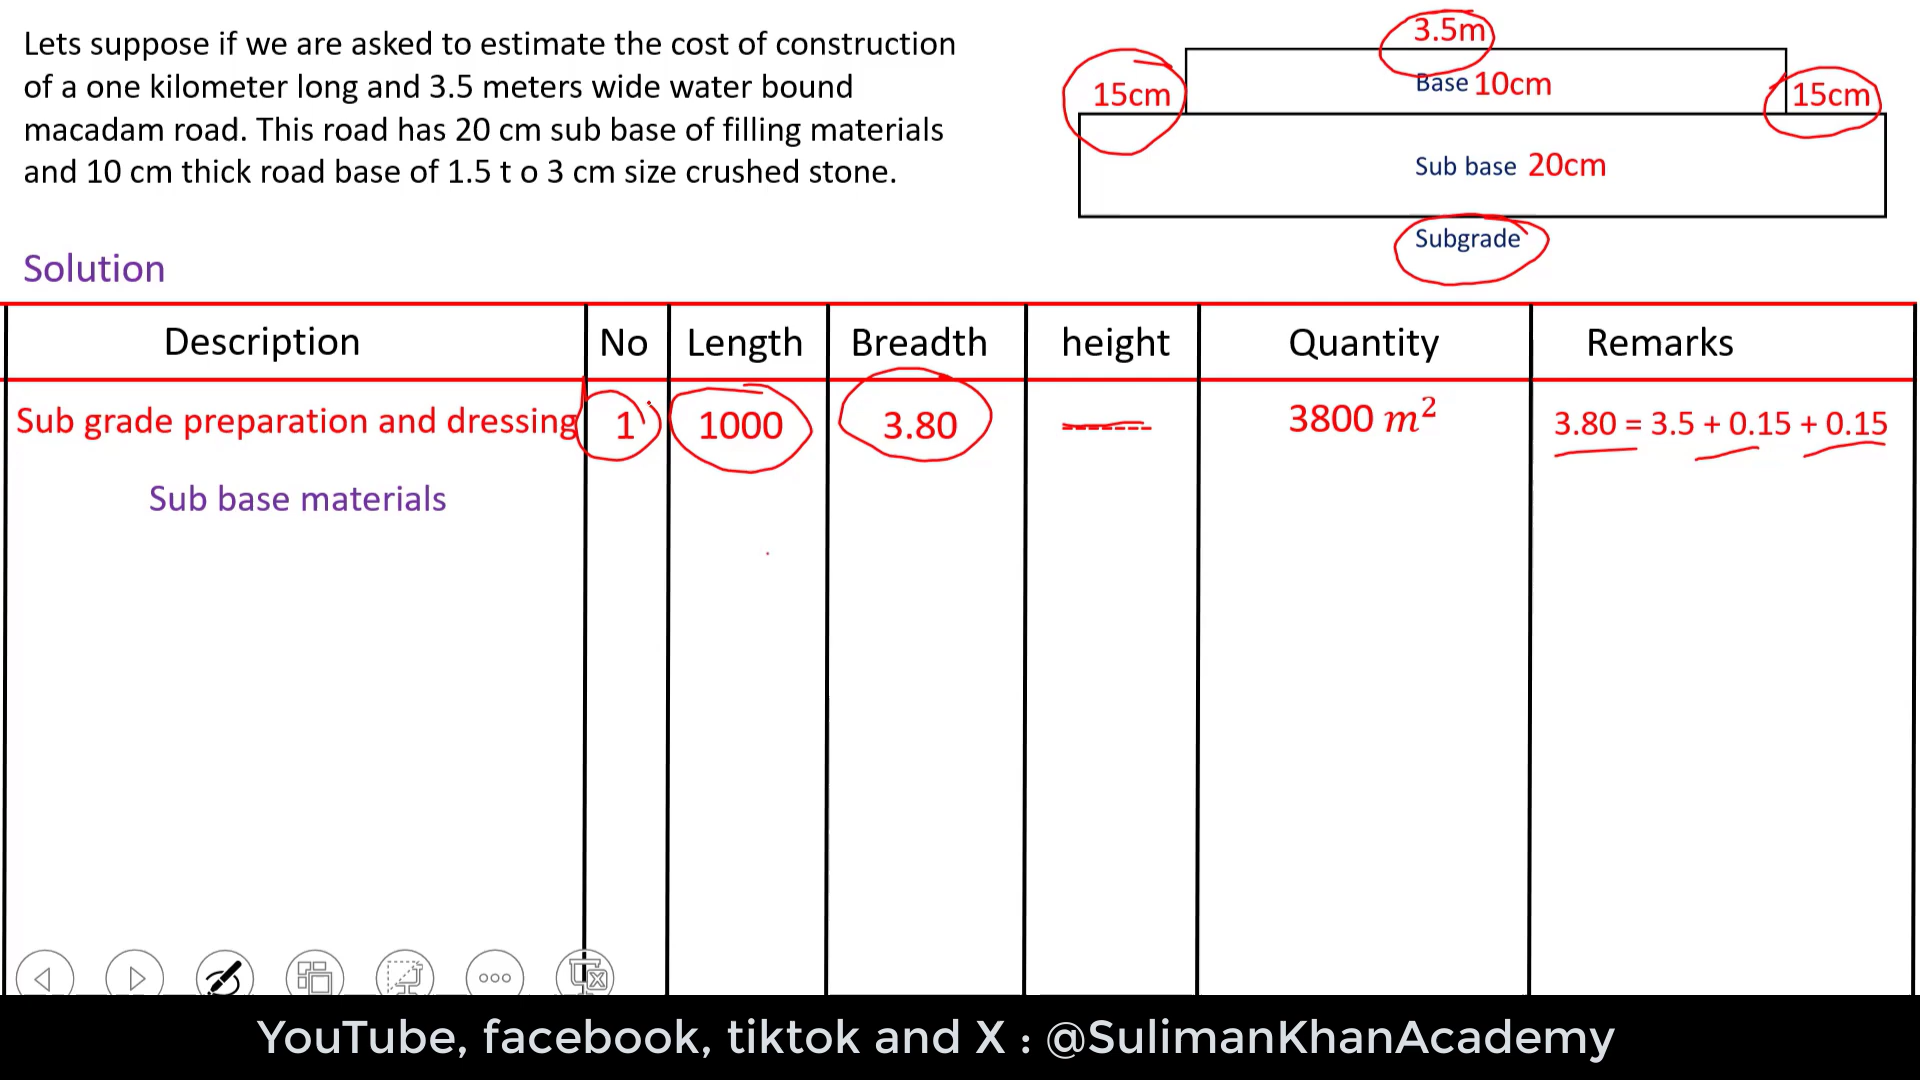 Lets suppose if we are asked to estimate the cost of construction
of a one kilometer long and 3.5 meters wide water bound
macadam road. This road has 20 cm sub base of filling materials
and 10 cm thick road base of 1.5 t o 3 cm size crushed stone.
3.5m
15cm
Base 10cm
15cm
Sub base 20cm
Subgrade
Solution
Description No Length Breadth height Quantity Remarks
Sub grade preparation and dressing 1 1000 3.80 ------- 3800 m² 3.80 = 3.5 + 0.15 + 0.15
Sub base materials
YouTube, facebook, tiktok and X : @SulimanKhanAcademy